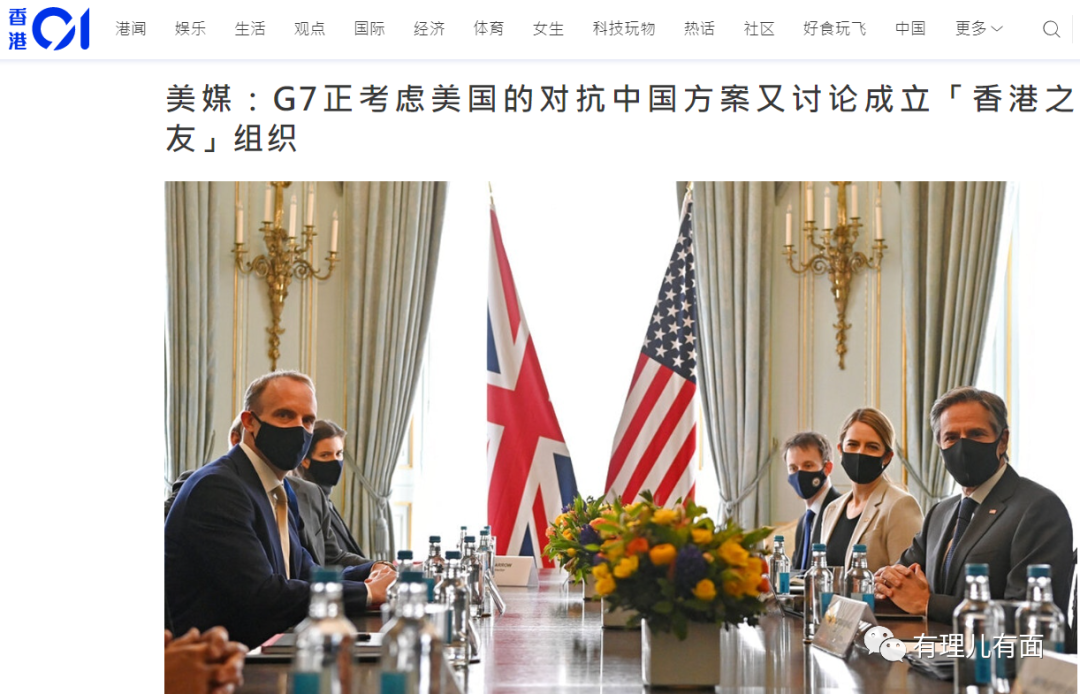 香港01
港闻 娱乐 生活 观点 国际 经济 体育 女生 科技玩物 热话 社区 好食玩飞 中国 更多
美媒：G7正考虑美国的对抗中国方案又讨论成立「香港之
友」组织
有理儿有面